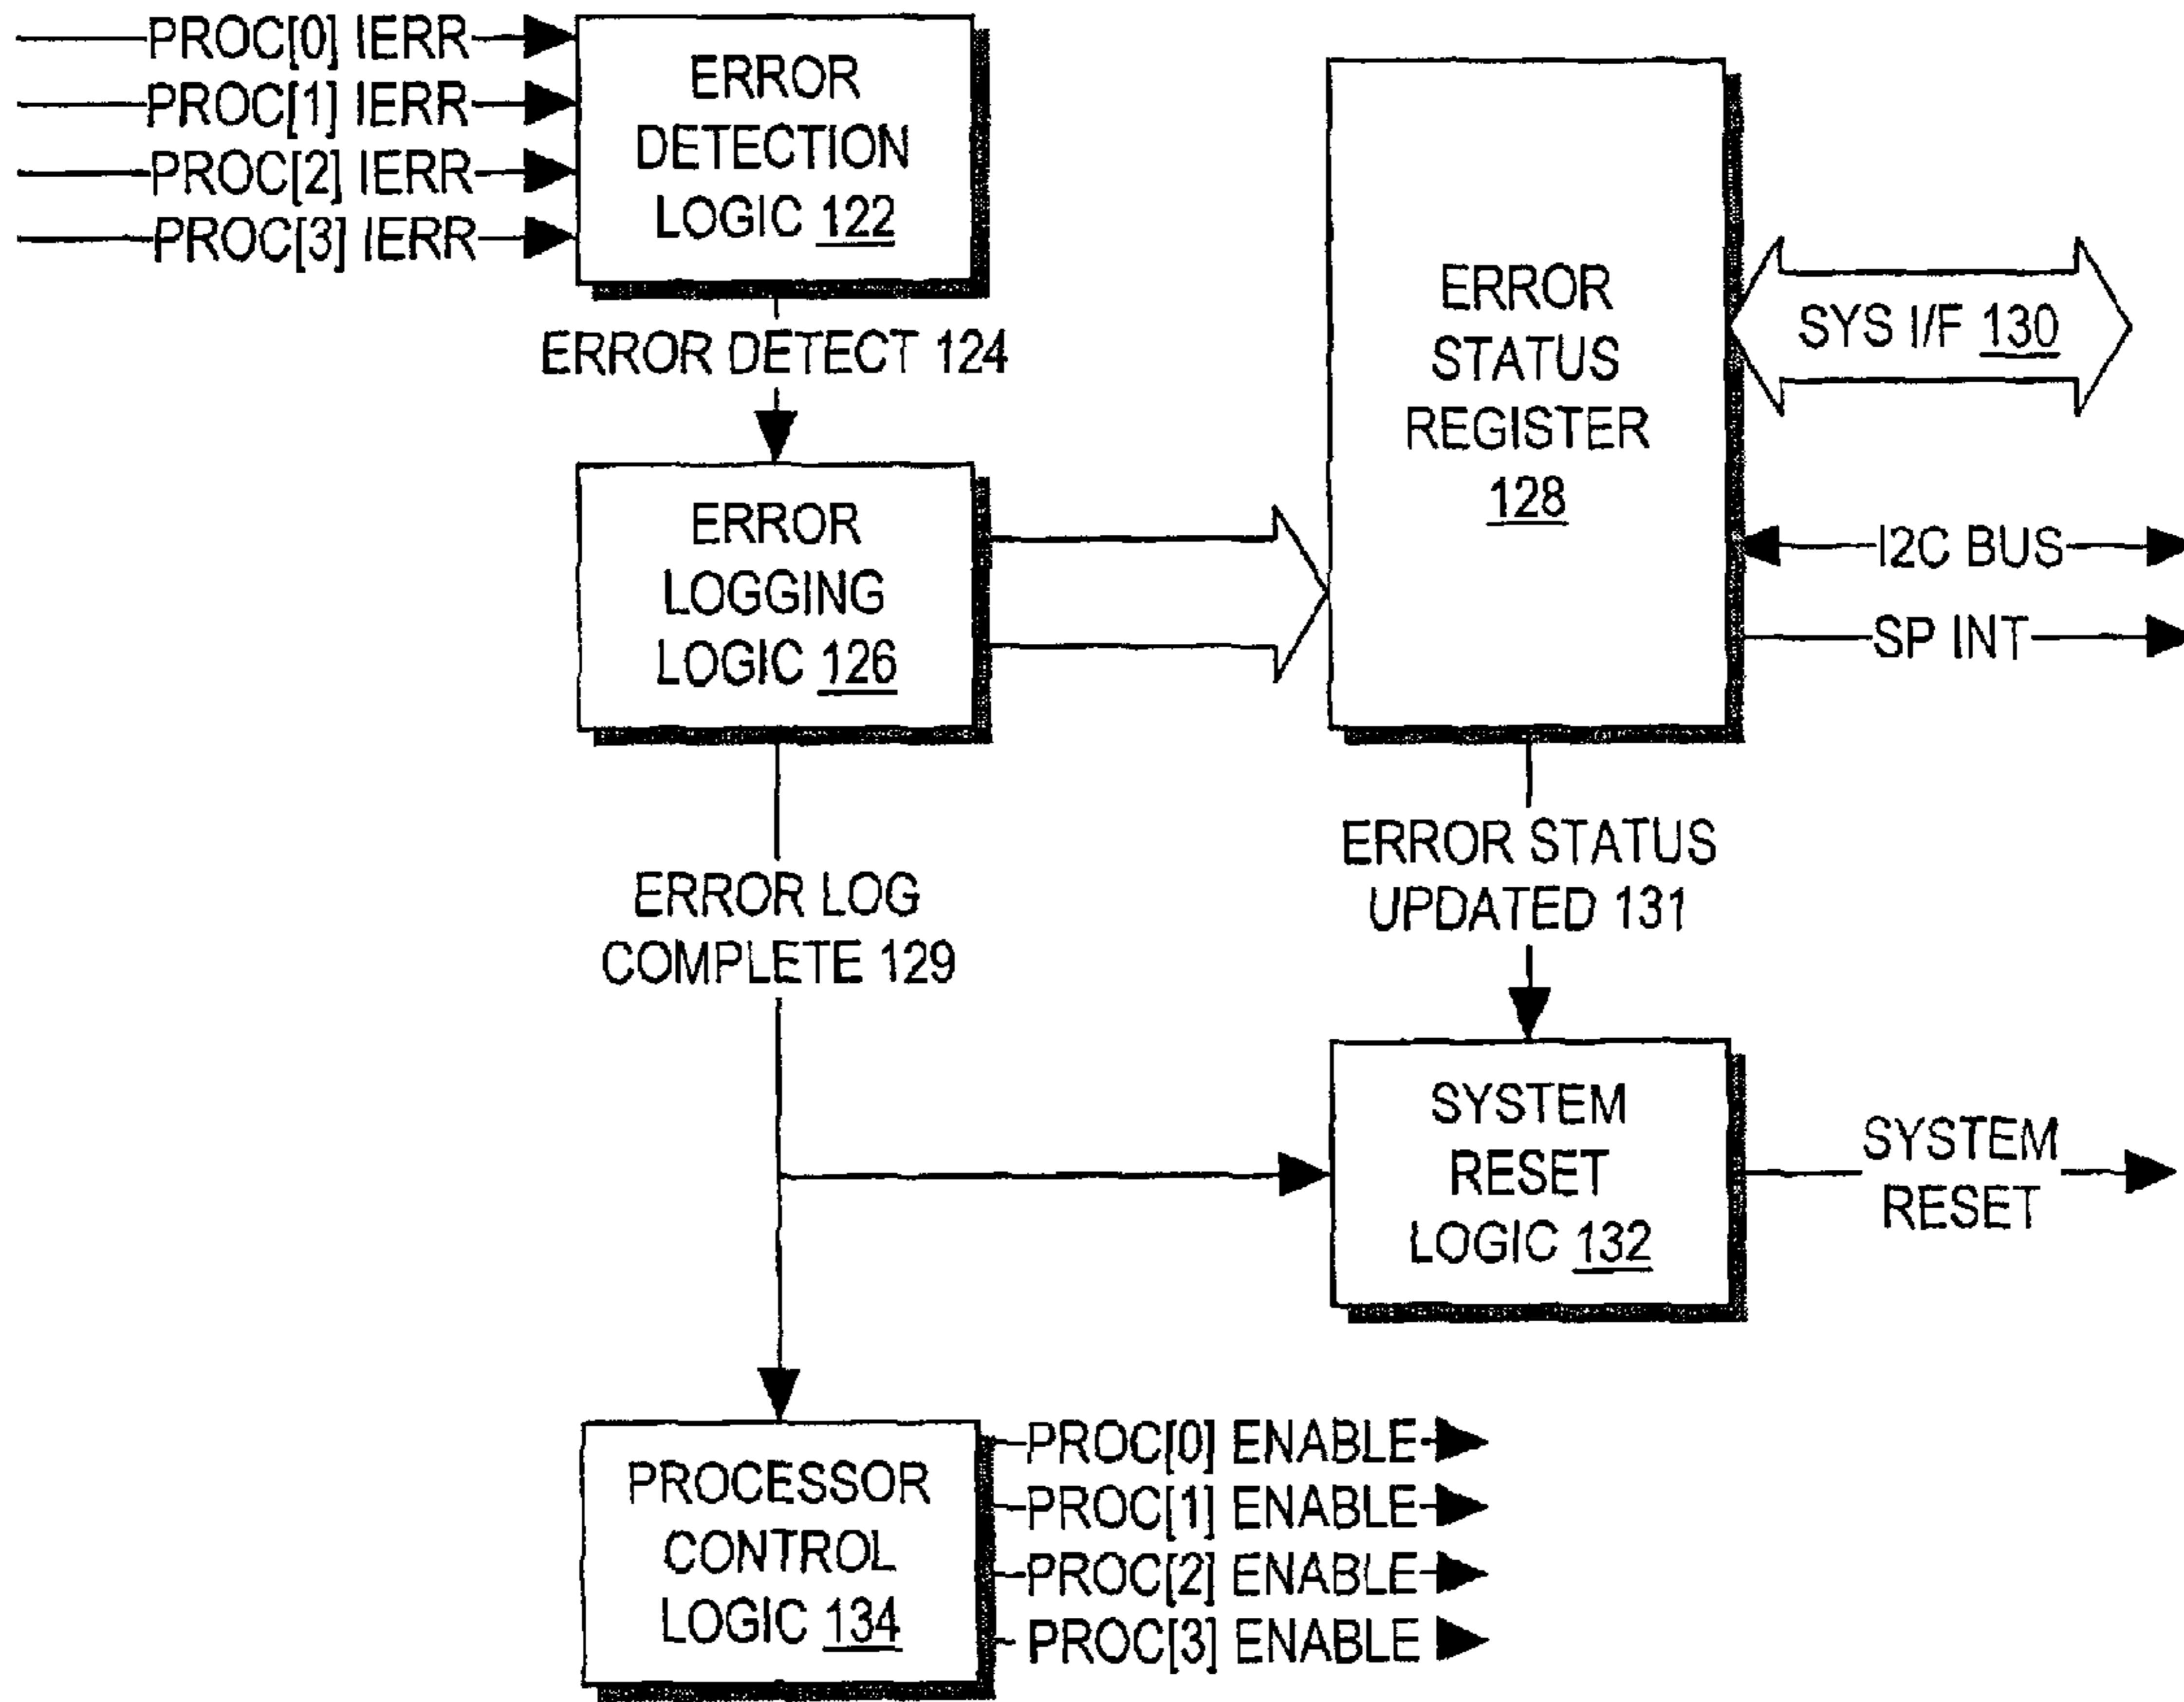 PROC[0] IERR
PROC[1] IERR
PROC[2] IERR
PROC[3] IERR
ERROR
DETECTION
LOGIC 122
ERROR DETECT 124
ERROR
LOGGING
LOGIC 126
ERROR
STATUS
REGISTER
128
SYS I/F 130
I2C BUS
SP INT
ERROR LOG
COMPLETE 129
ERROR STATUS
UPDATED 131
SYSTEM
RESET
LOGIC 132
SYSTEM
RESET
PROCESSOR
CONTROL
LOGIC 134
PROC[0] ENABLE
PROC[1] ENABLE
PROC[2] ENABLE
PROC[3] ENABLE